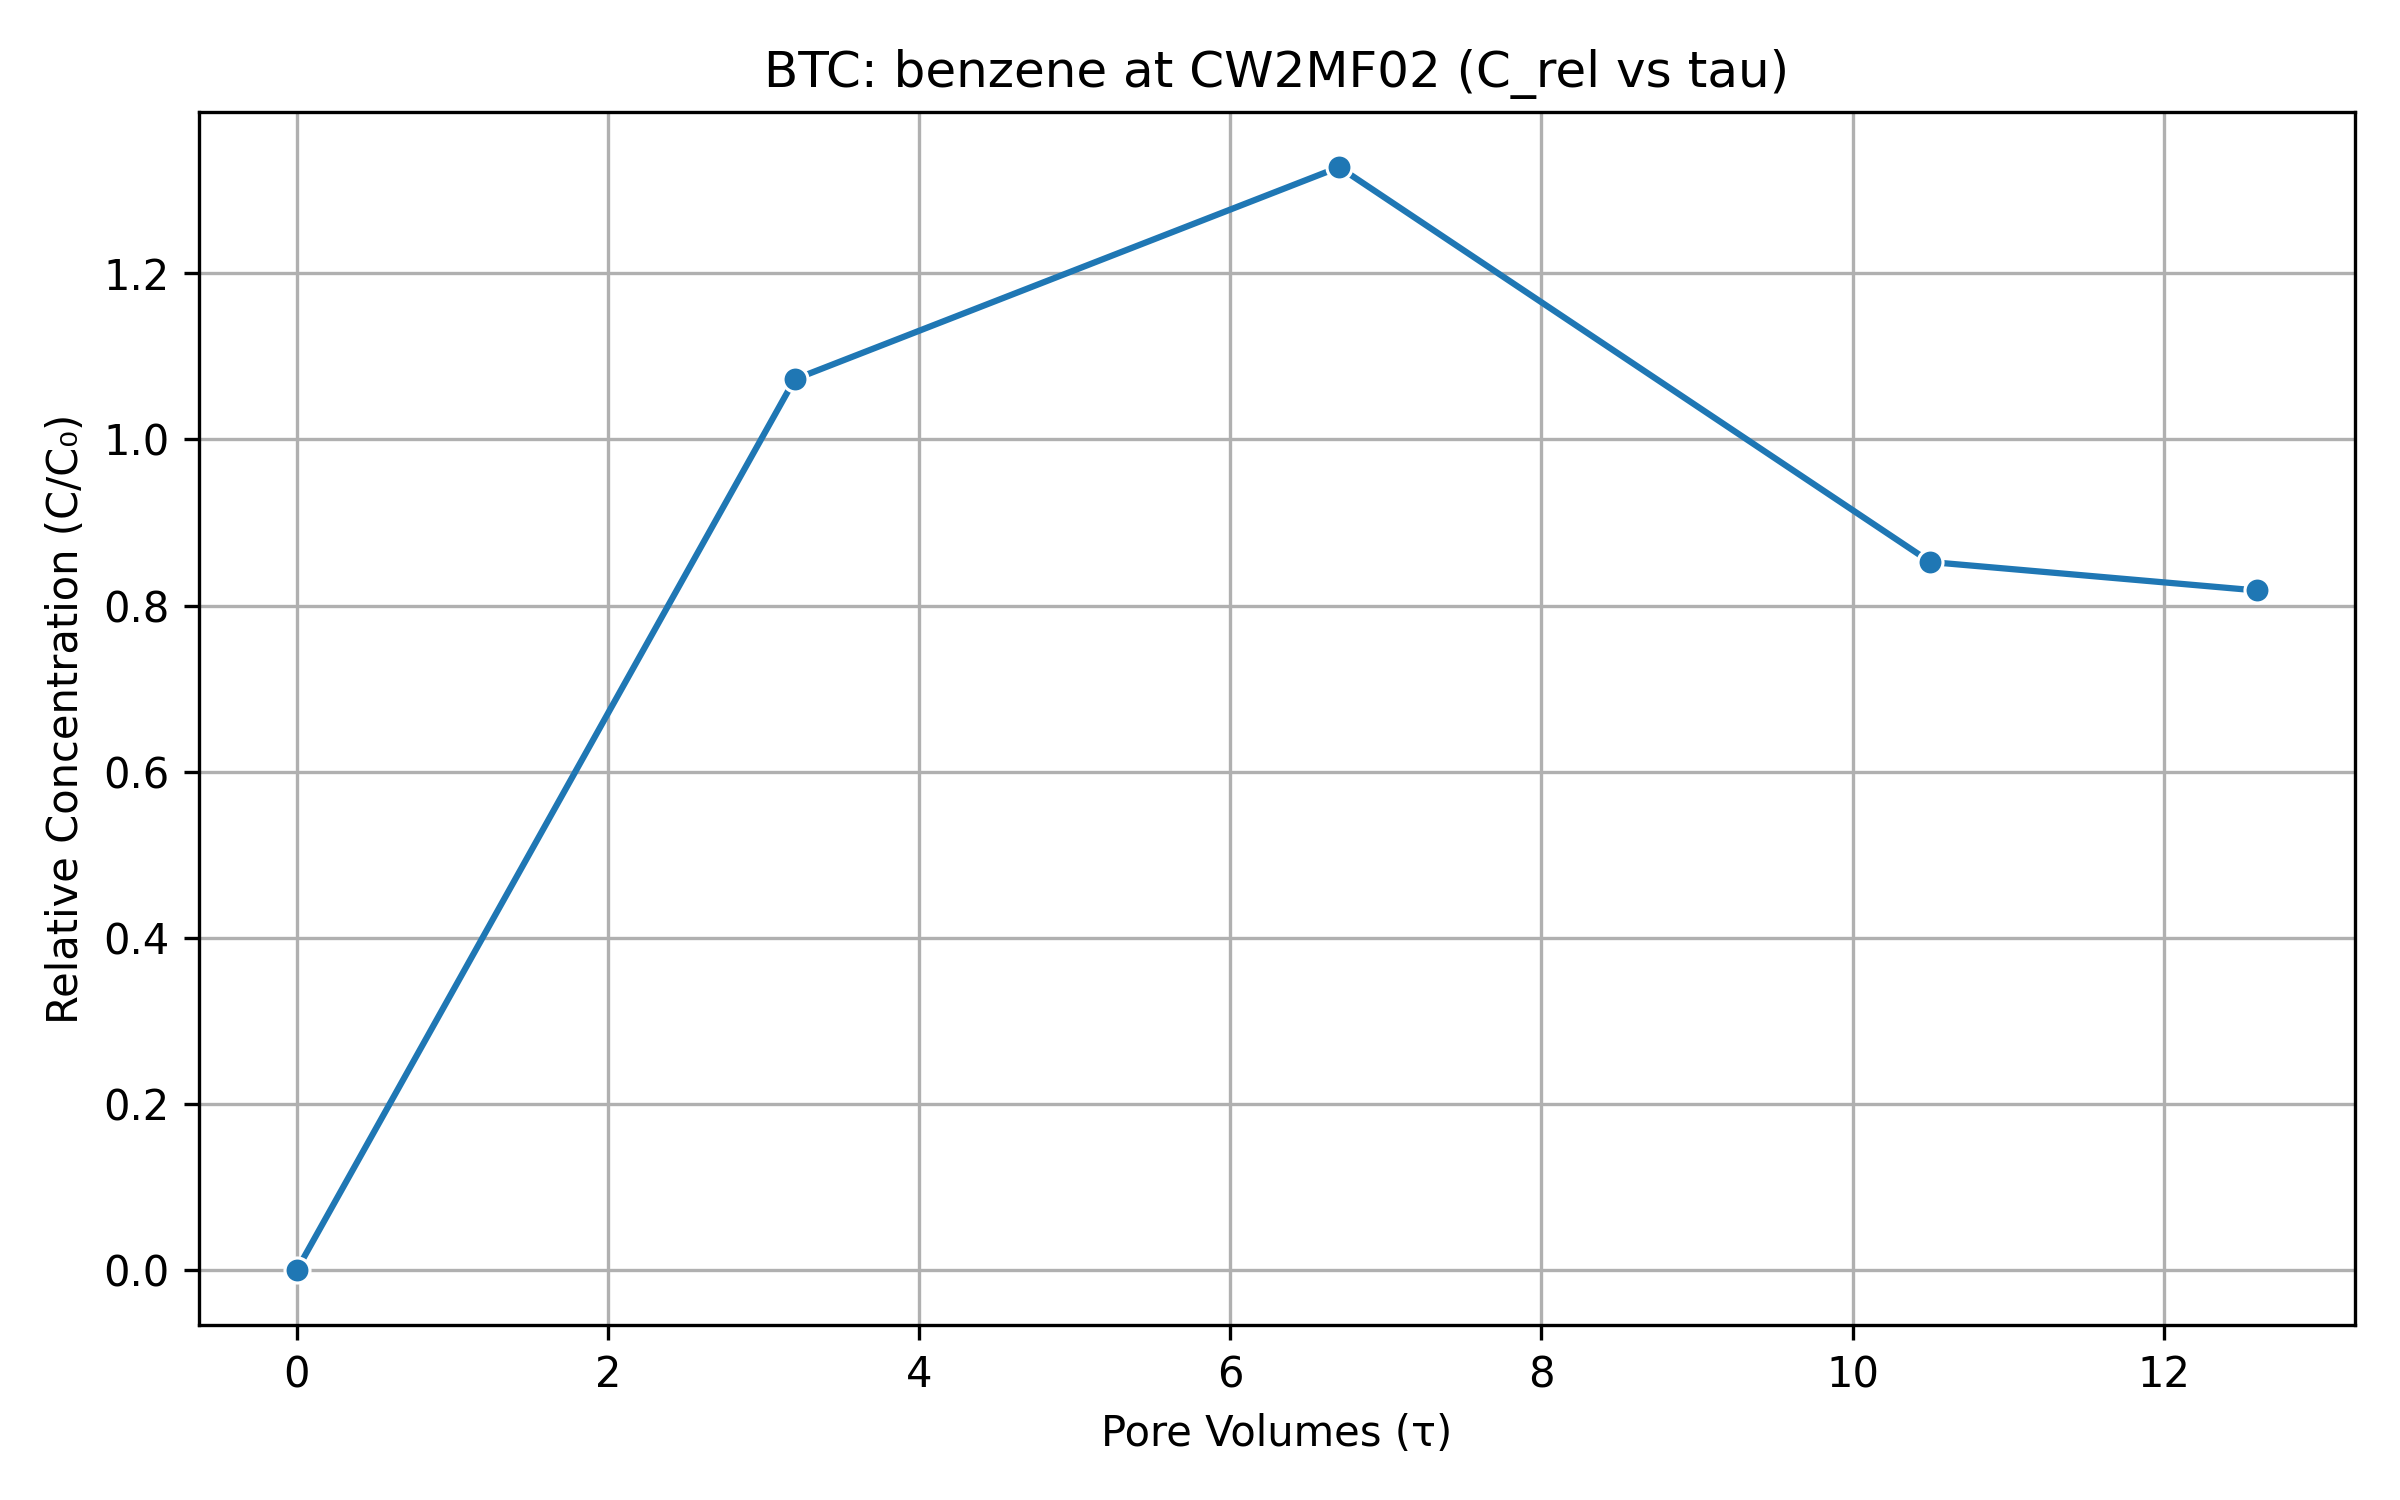 BTC: benzene at CW2MF02 (C_rel vs tau)
Relative Concentration (C/C₀)
1.2
1.0
0.8
0.6
0.4
0.2
0.0
0 2 4 6 8 10 12
Pore Volumes (τ)